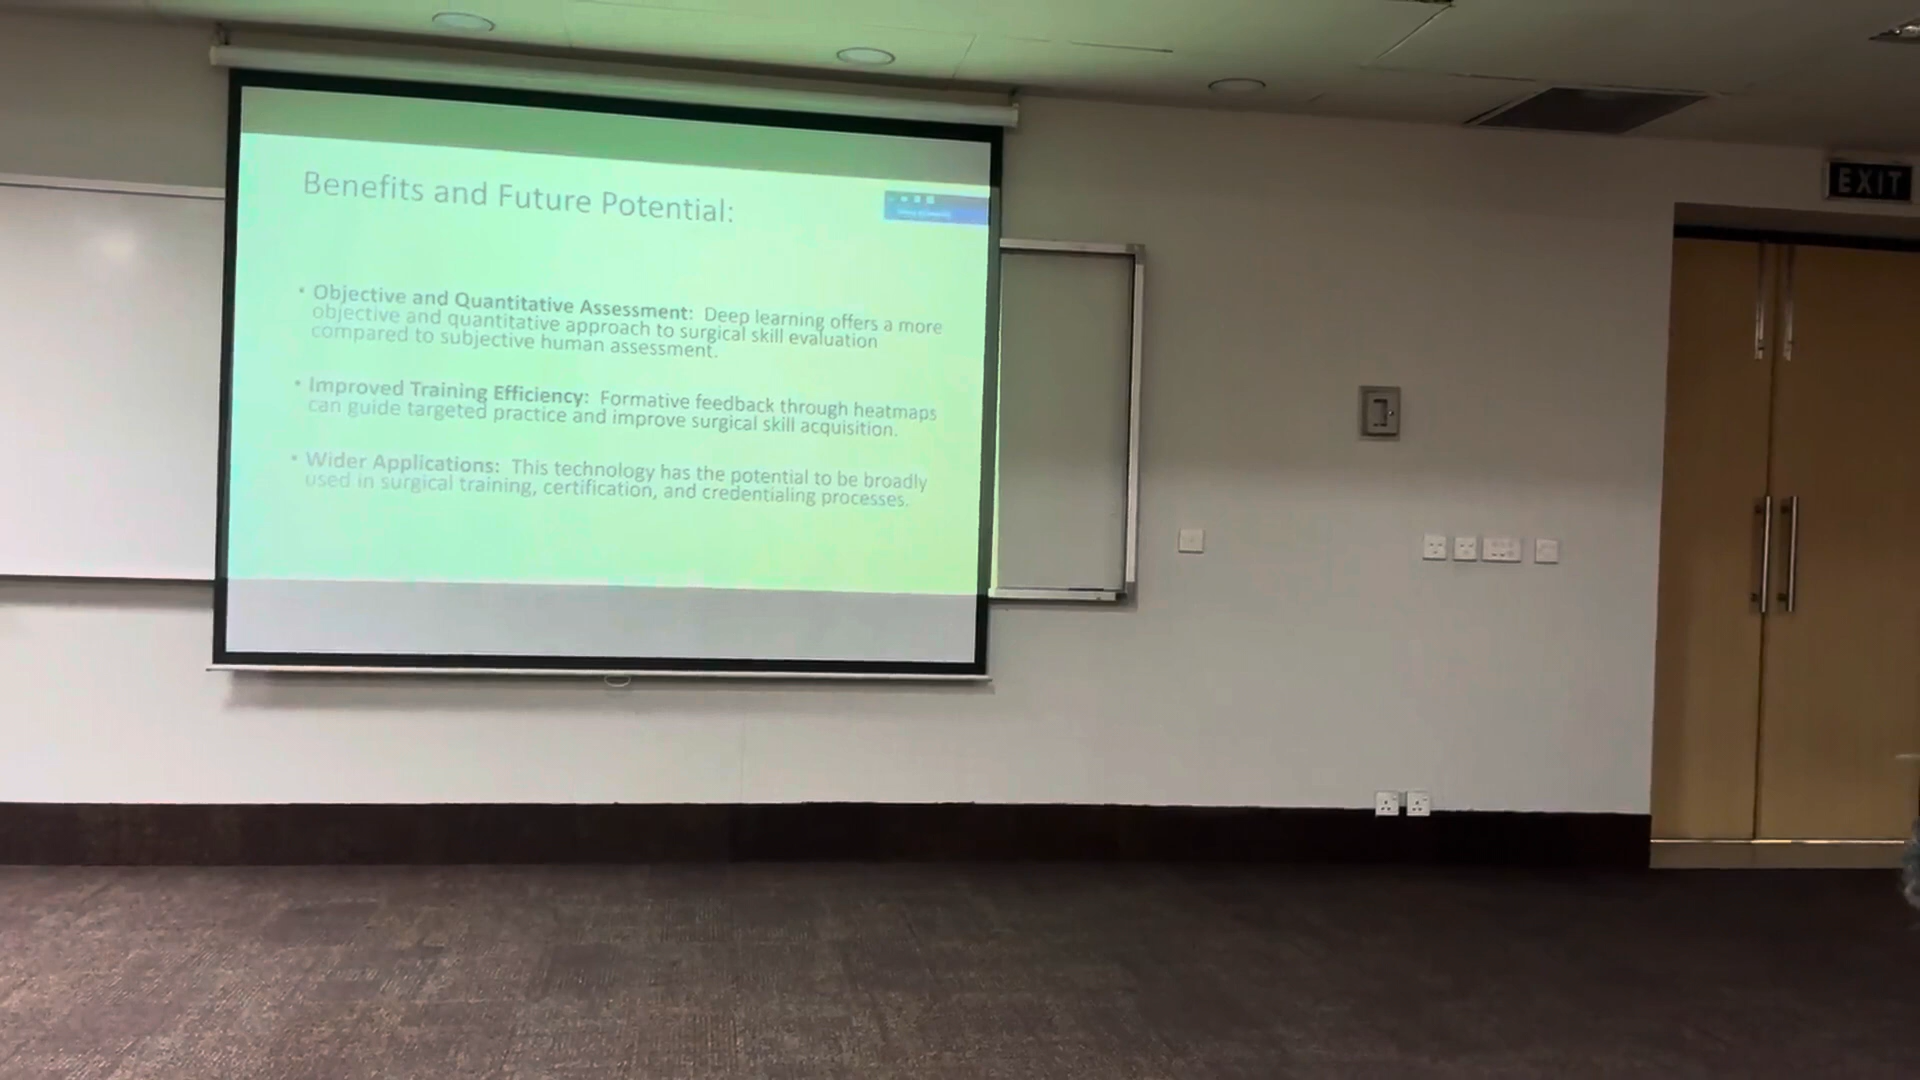 Benefits and Future Potential:
• Objective and Quantitative Assessment: Deep learning offers a more
objective and quantitative approach to surgical skill evaluation
compared to subjective human assessment.
• Improved Training Efficiency: Formative feedback through heatmaps
can guide targeted practice and improve surgical skill acquisition.
• Wider Applications: This technology has the potential to be broadly
used in surgical training, certification, and credentialing processes.
EXIT